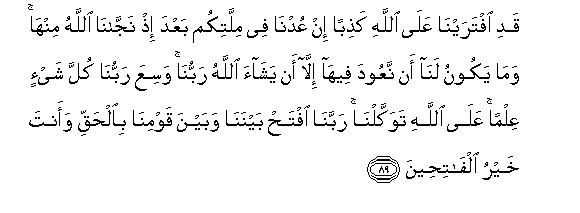 قَدِ ٱفْتَرَيْنَا عَلَى ٱللَّهِ كَذِبًا إِنْ عُدْنَا فِى مِلَّتِكُم بَعْدَ إِذْ نَجَّىٰنَا ٱللَّهُ مِنْهَا ۚ
وَمَا يَكُونُ لَنَآ أَن نَّعُودَ فِيهَآ إِلَّآ أَن يَشَآءَ ٱللَّهُ رَبُّنَا ۚ وَسِعَ رَبُّنَا كُلَّ شَىْءٍ
عِلْمًا ۚ عَلَى ٱللَّهِ تَوَكَّلْنَا ۚ رَبَّنَا ٱفْتَحْ بَيْنَنَا وَبَيْنَ قَوْمِنَا بِٱلْحَقِّ وَأَنتَ
خَيْرُ ٱلْفَـٰتِحِينَ ٨٩